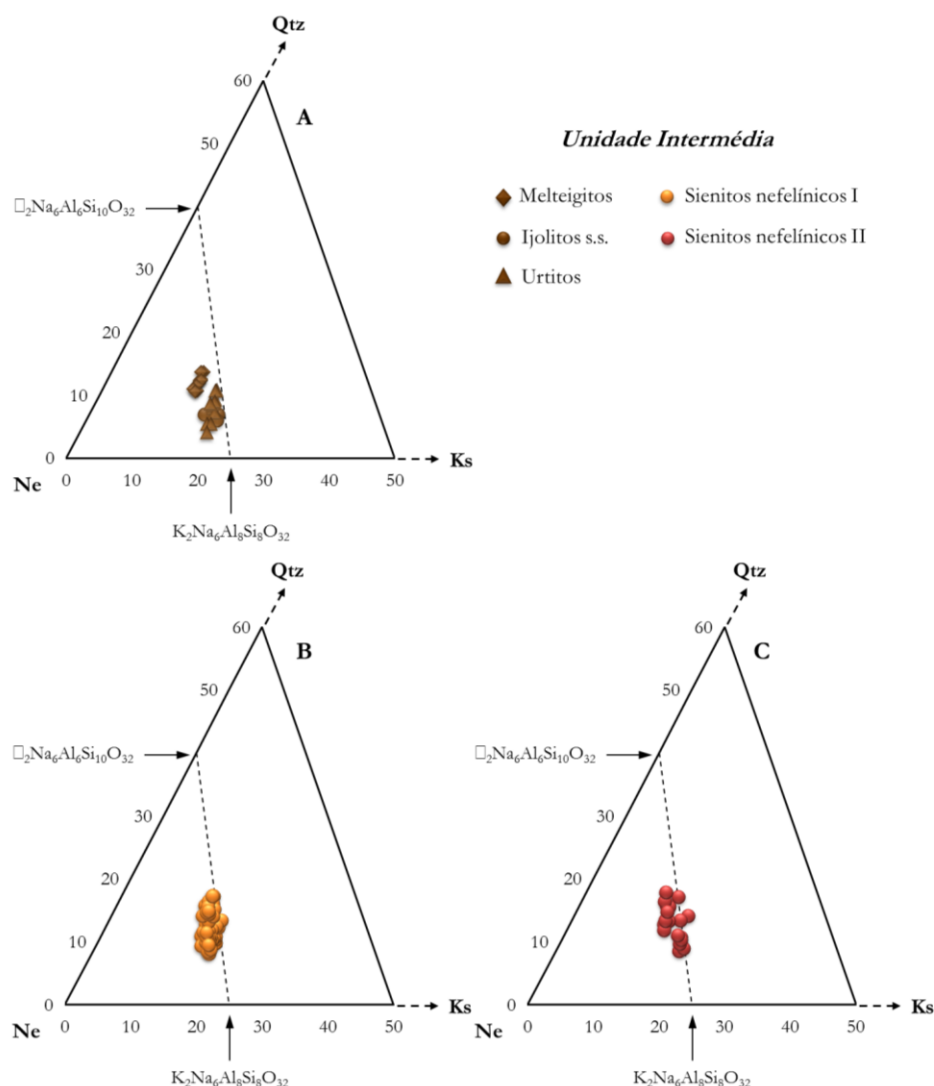 Qtz
60
A
50
□₂Na₆Al₆Si₁₀O₃₂
30
20
10
0
Ne
0 10 20 30 40 50
Ks
K₂Na₆Al₈Si₈O₃₂
Unidade Intermédia
Melteigitos
Sienitos nefelínicos I
Ijolitos s.s.
Sienitos nefelínicos II
Urtitos
Qtz
60
B
50
□₂Na₆Al₆Si₁₀O₃₂
30
20
10
0
Ne
0 10 20 30 40 50
Ks
K₂Na₆Al₈Si₈O₃₂
Qtz
60
C
50
□₂Na₆Al₆Si₁₀O₃₂
30
20
10
0
Ne
0 10 20 30 40 50
Ks
K₂Na₆Al₈Si₈O₃₂